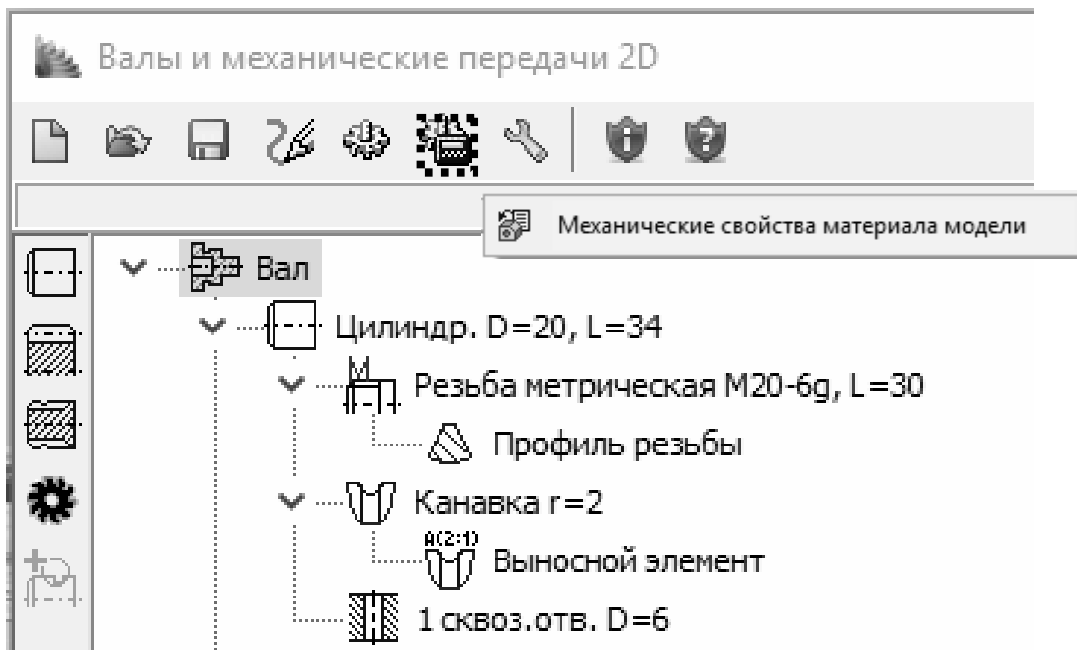 Валы и механические передачи 2D
Механические свойства материала модели
Вал
Цилиндр. D=20, L=34
М
Резьба метрическая M20-6g, L=30
Профиль резьбы
Канавка r=2
А(2:1)
Выносной элемент
1 сквоз.отв. D=6